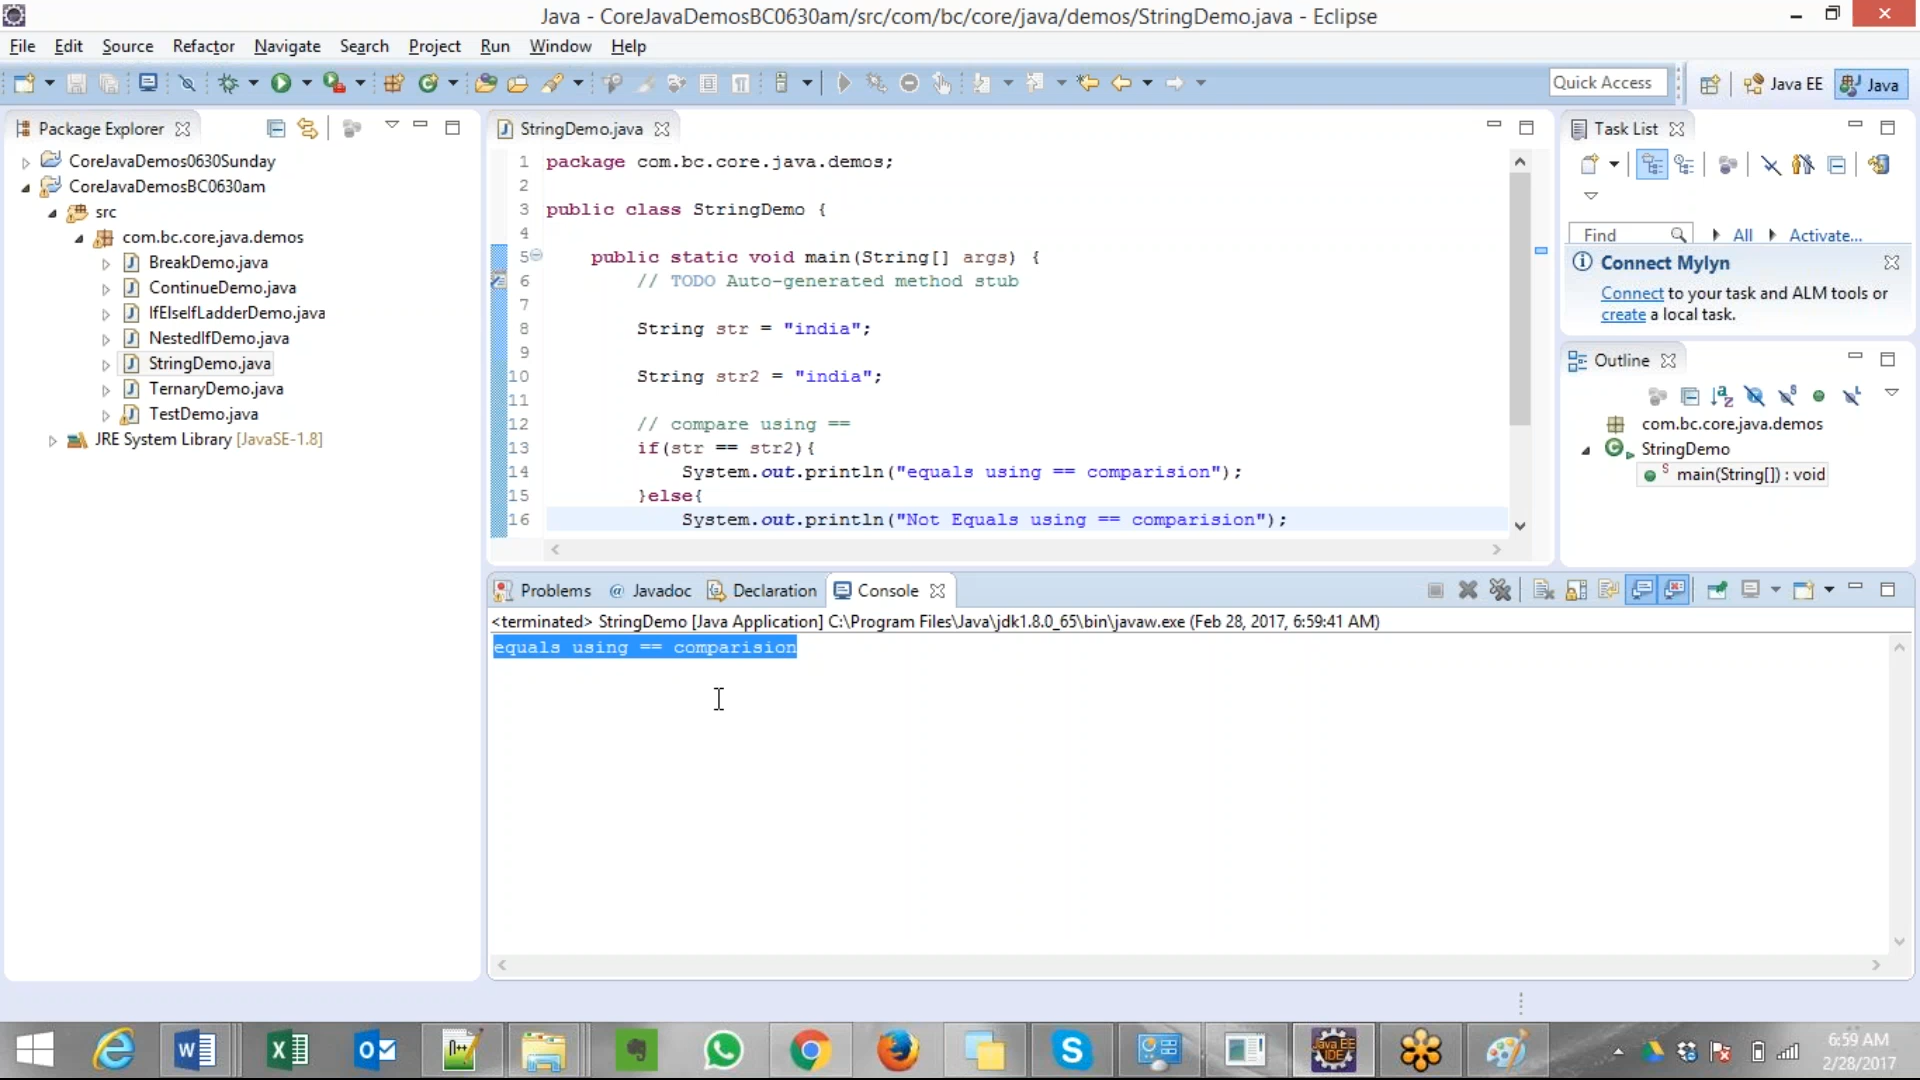 Java - CoreJavaDemosBC0630am/src/com/bc/core/java/demos/StringDemo.java - Eclipse
File Edit Source Refactor Navigate Search Project Run Window Help
Quick Access
Java EE
Java
Package Explorer
CoreJavaDemos0630Sunday
CoreJavaDemosBC0630am
src
com.bc.core.java.demos
BreakDemo.java
ContinueDemo.java
IfElseIfLadderDemo.java
NestedIfDemo.java
StringDemo.java
TernaryDemo.java
TestDemo.java
JRE System Library [JavaSE-1.8]
StringDemo.java
1 package com.bc.core.java.demos;
2
3 public class StringDemo {
4
5 public static void main(String[] args) {
6 // TODO Auto-generated method stub
7
8 String str = "india";
9
10 String str2 = "india";
11
12 // compare using ==
13 if(str == str2){
14 System.out.println("equals using == comparision");
15 }else{
16 System.out.println("Not Equals using == comparision");
Task List
Find All Activate...
Connect Mylyn
Connect to your task and ALM tools or
create a local task.
Outline
com.bc.core.java.demos
StringDemo
main(String[]) : void
Problems @ Javadoc Declaration Console
<terminated> StringDemo [Java Application] C:\Program Files\Java\jdk1.8.0_65\bin\javaw.exe (Feb 28, 2017, 6:59:41 AM)
equals using == comparision
Java EE
IDE
6:59 AM
2/28/2017